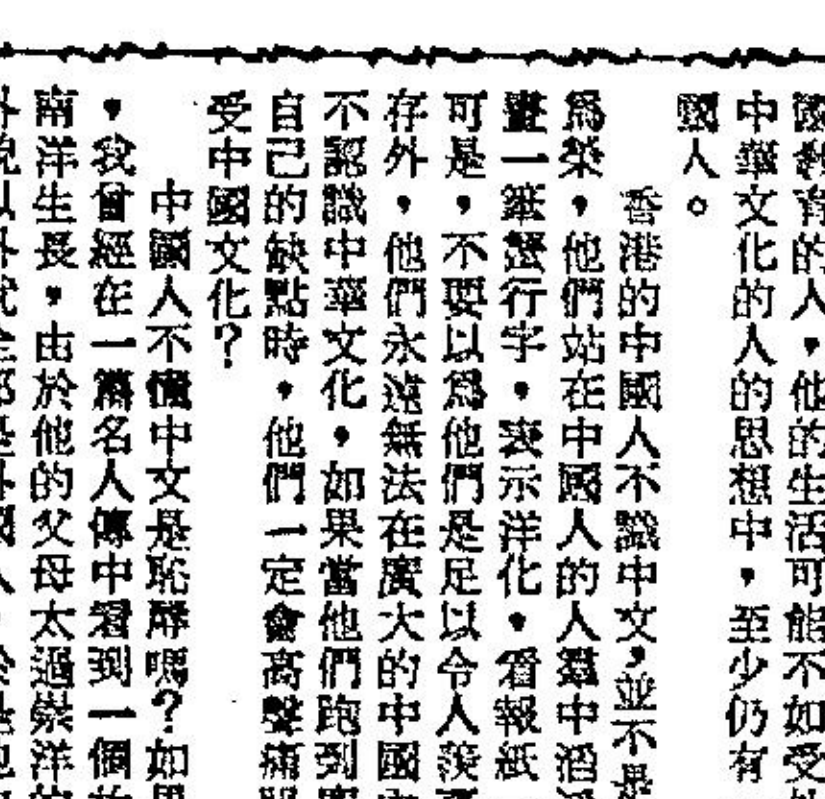 國教育的人，他的生活可能不如受
中華文化的人的思想中，至少仍有
國人。
香港的中國人不識中文，並不是
爲榮，他們站在中國人的人羣中滔
畫一紙蟹行字，表示洋化，看報紙
可是，不要以爲他們是足以令人羨
存外，他們永遠無法在廣大的中國
不認識中華文化，如果當他們跑到
自己的缺點時，他們一定會高聲痛
受中國文化？
中國人不懂中文是恥辱嗎？如果
，我曾經在一篇名人傳中看到一個
南洋生長，由於他的父母太過崇洋的